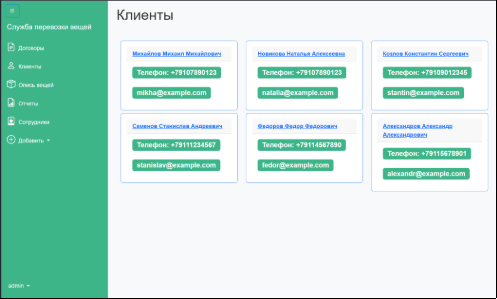 Служба перевозки вещей
Договоры
Клиенты
Опись вещей
Отчеты
Сотрудники
Добавить
admin
Клиенты
Михайлов Михаил Михайлович
Телефон: +79107890123
mikha@example.com
Новикова Наталья Алексеевна
Телефон: +79107890123
natalia@example.com
Козлов Константин Сергеевич
Телефон: +79109012345
stantin@example.com
Семенов Станислав Андреевич
Телефон: +79111234567
stanislav@example.com
Федоров Федор Федорович
Телефон: +79114567890
fedor@example.com
Александров Александр
Александрович
Телефон: +79115678901
alexandr@example.com